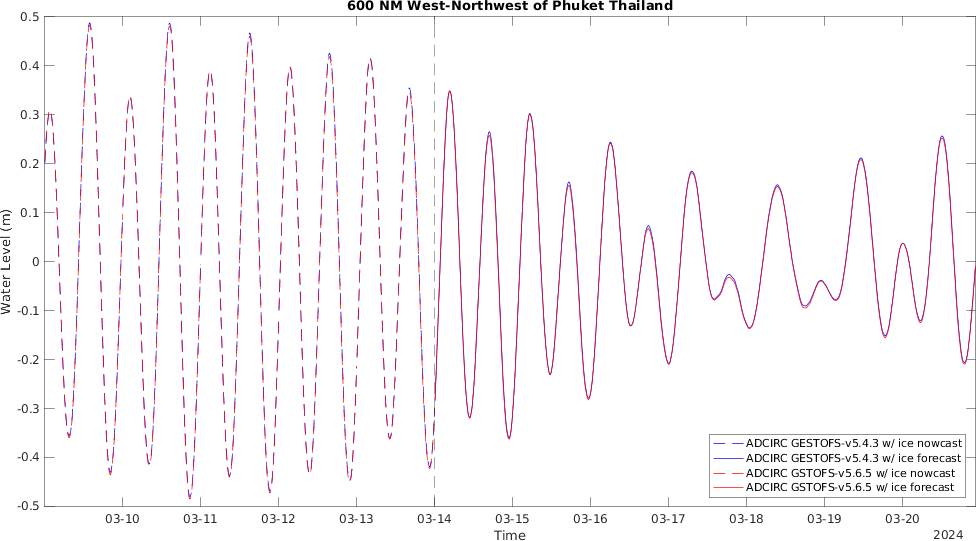 600 NM West-Northwest of Phuket Thailand
0.5
0.4
0.3
0.2
0.1
0
-0.1
-0.2
-0.3
-0.4
-0.5
Water Level (m)
ADCIRC GESTOFS-v5.4.3 w/ ice nowcast
ADCIRC GESTOFS-v5.4.3 w/ ice forecast
ADCIRC GSTOFS-v5.6.5 w/ ice nowcast
ADCIRC GSTOFS-v5.6.5 w/ ice forecast
03-10 03-11 03-12 03-13 03-14 03-15 03-16 03-17 03-18 03-19 03-20
Time
2024